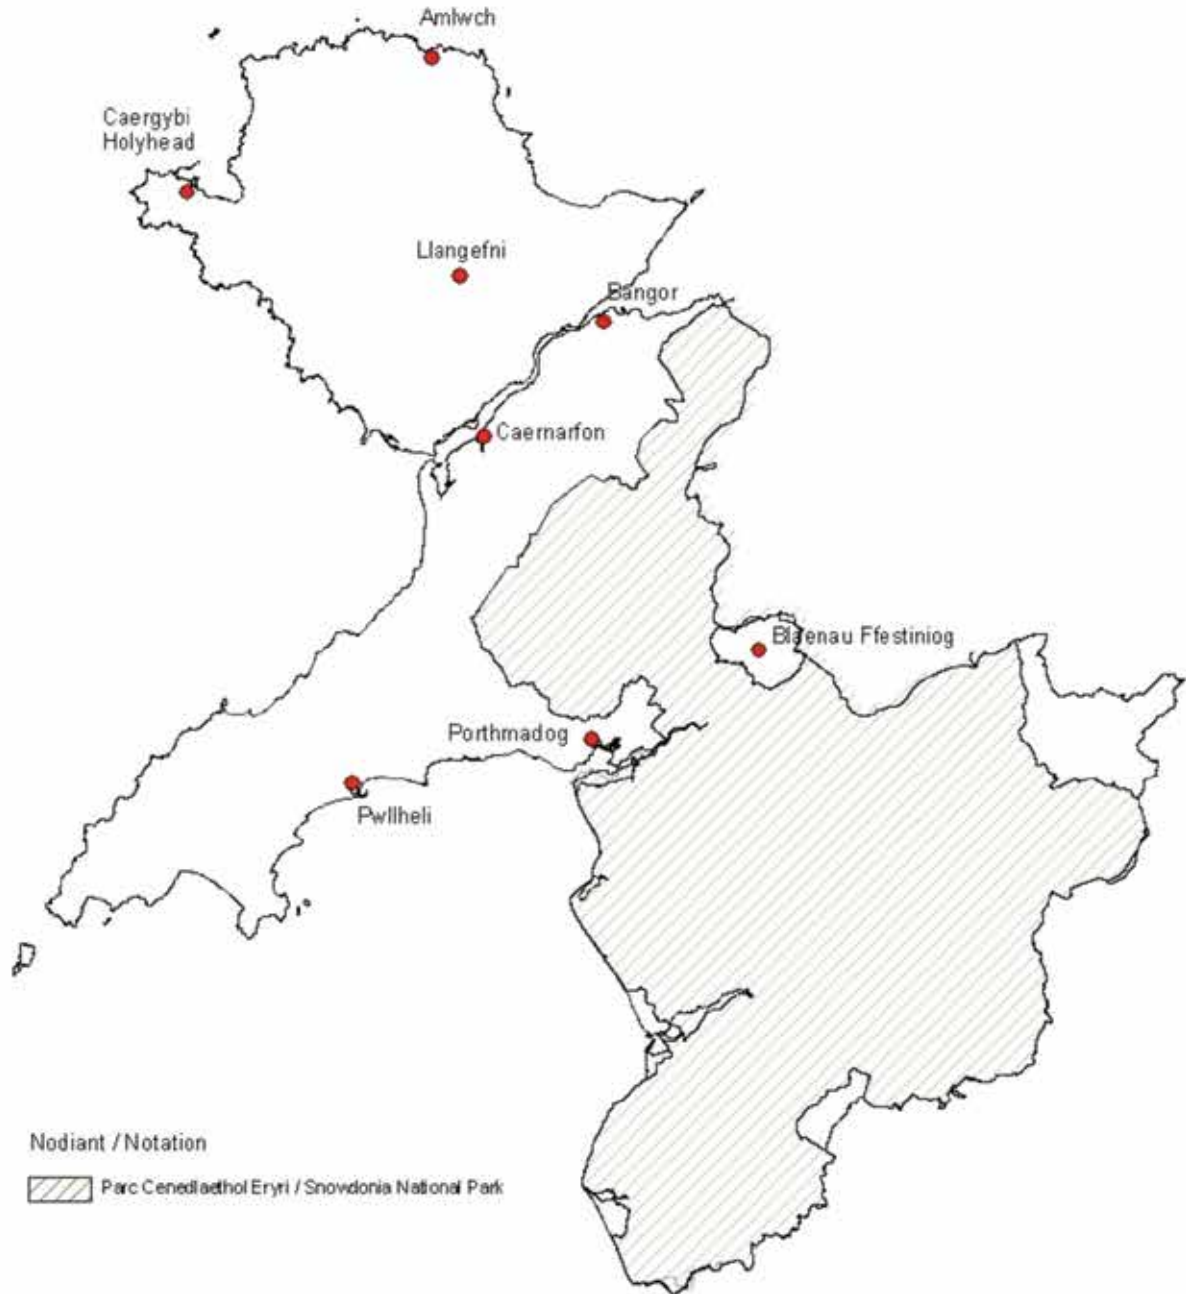 Amlwch
Caergybi
Holyhead
Llangefni
Bangor
Caernarfon
Blaenau Ffestiniog
Porthmadog
Pwllheli
Nodiant / Notation
Parc Cenedlaethol Eryri / Snowdonia National Park